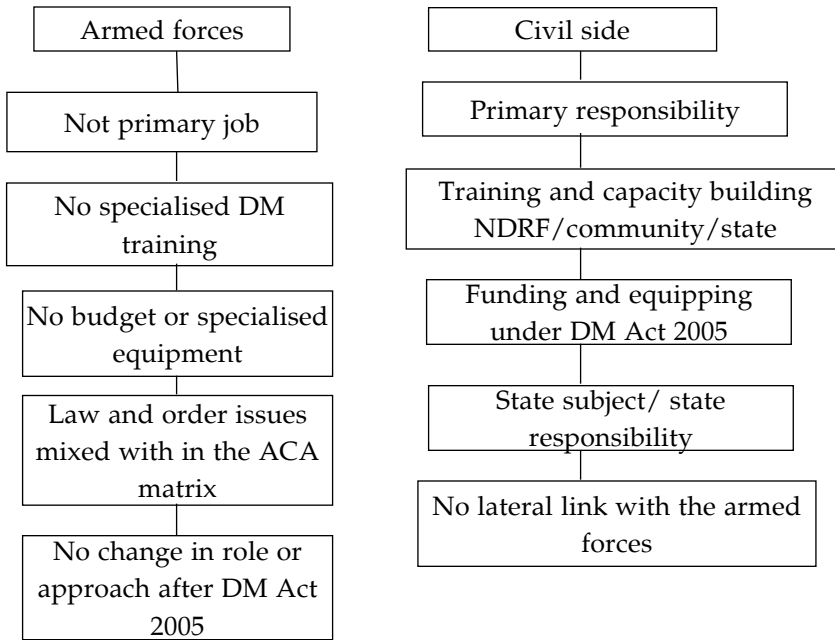 Armed forces
Not primary job
No specialised DM
training
No budget or specialised
equipment
Law and order issues
mixed with in the ACA
matrix
No change in role or
approach after DM Act
2005
Civil side
Primary responsibility
Training and capacity building
NDRF/community/state
Funding and equipping
under DM Act 2005
State subject/ state
responsibility
No lateral link with the armed
forces